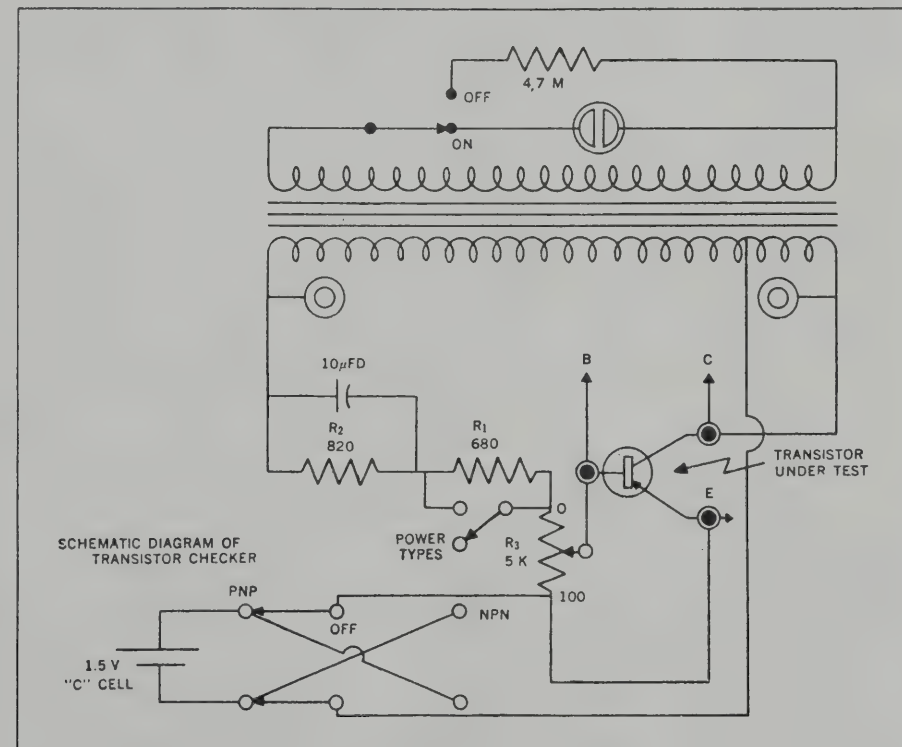 4,7 M
OFF
ON
10µFD
B
C
R₂
820
R₁
680
TRANSISTOR
UNDER TEST
E
O
POWER
TYPES
R₃
5 K
SCHEMATIC DIAGRAM OF
TRANSISTOR CHECKER
100
PNP
OFF
NPN
1.5 V
"C" CELL